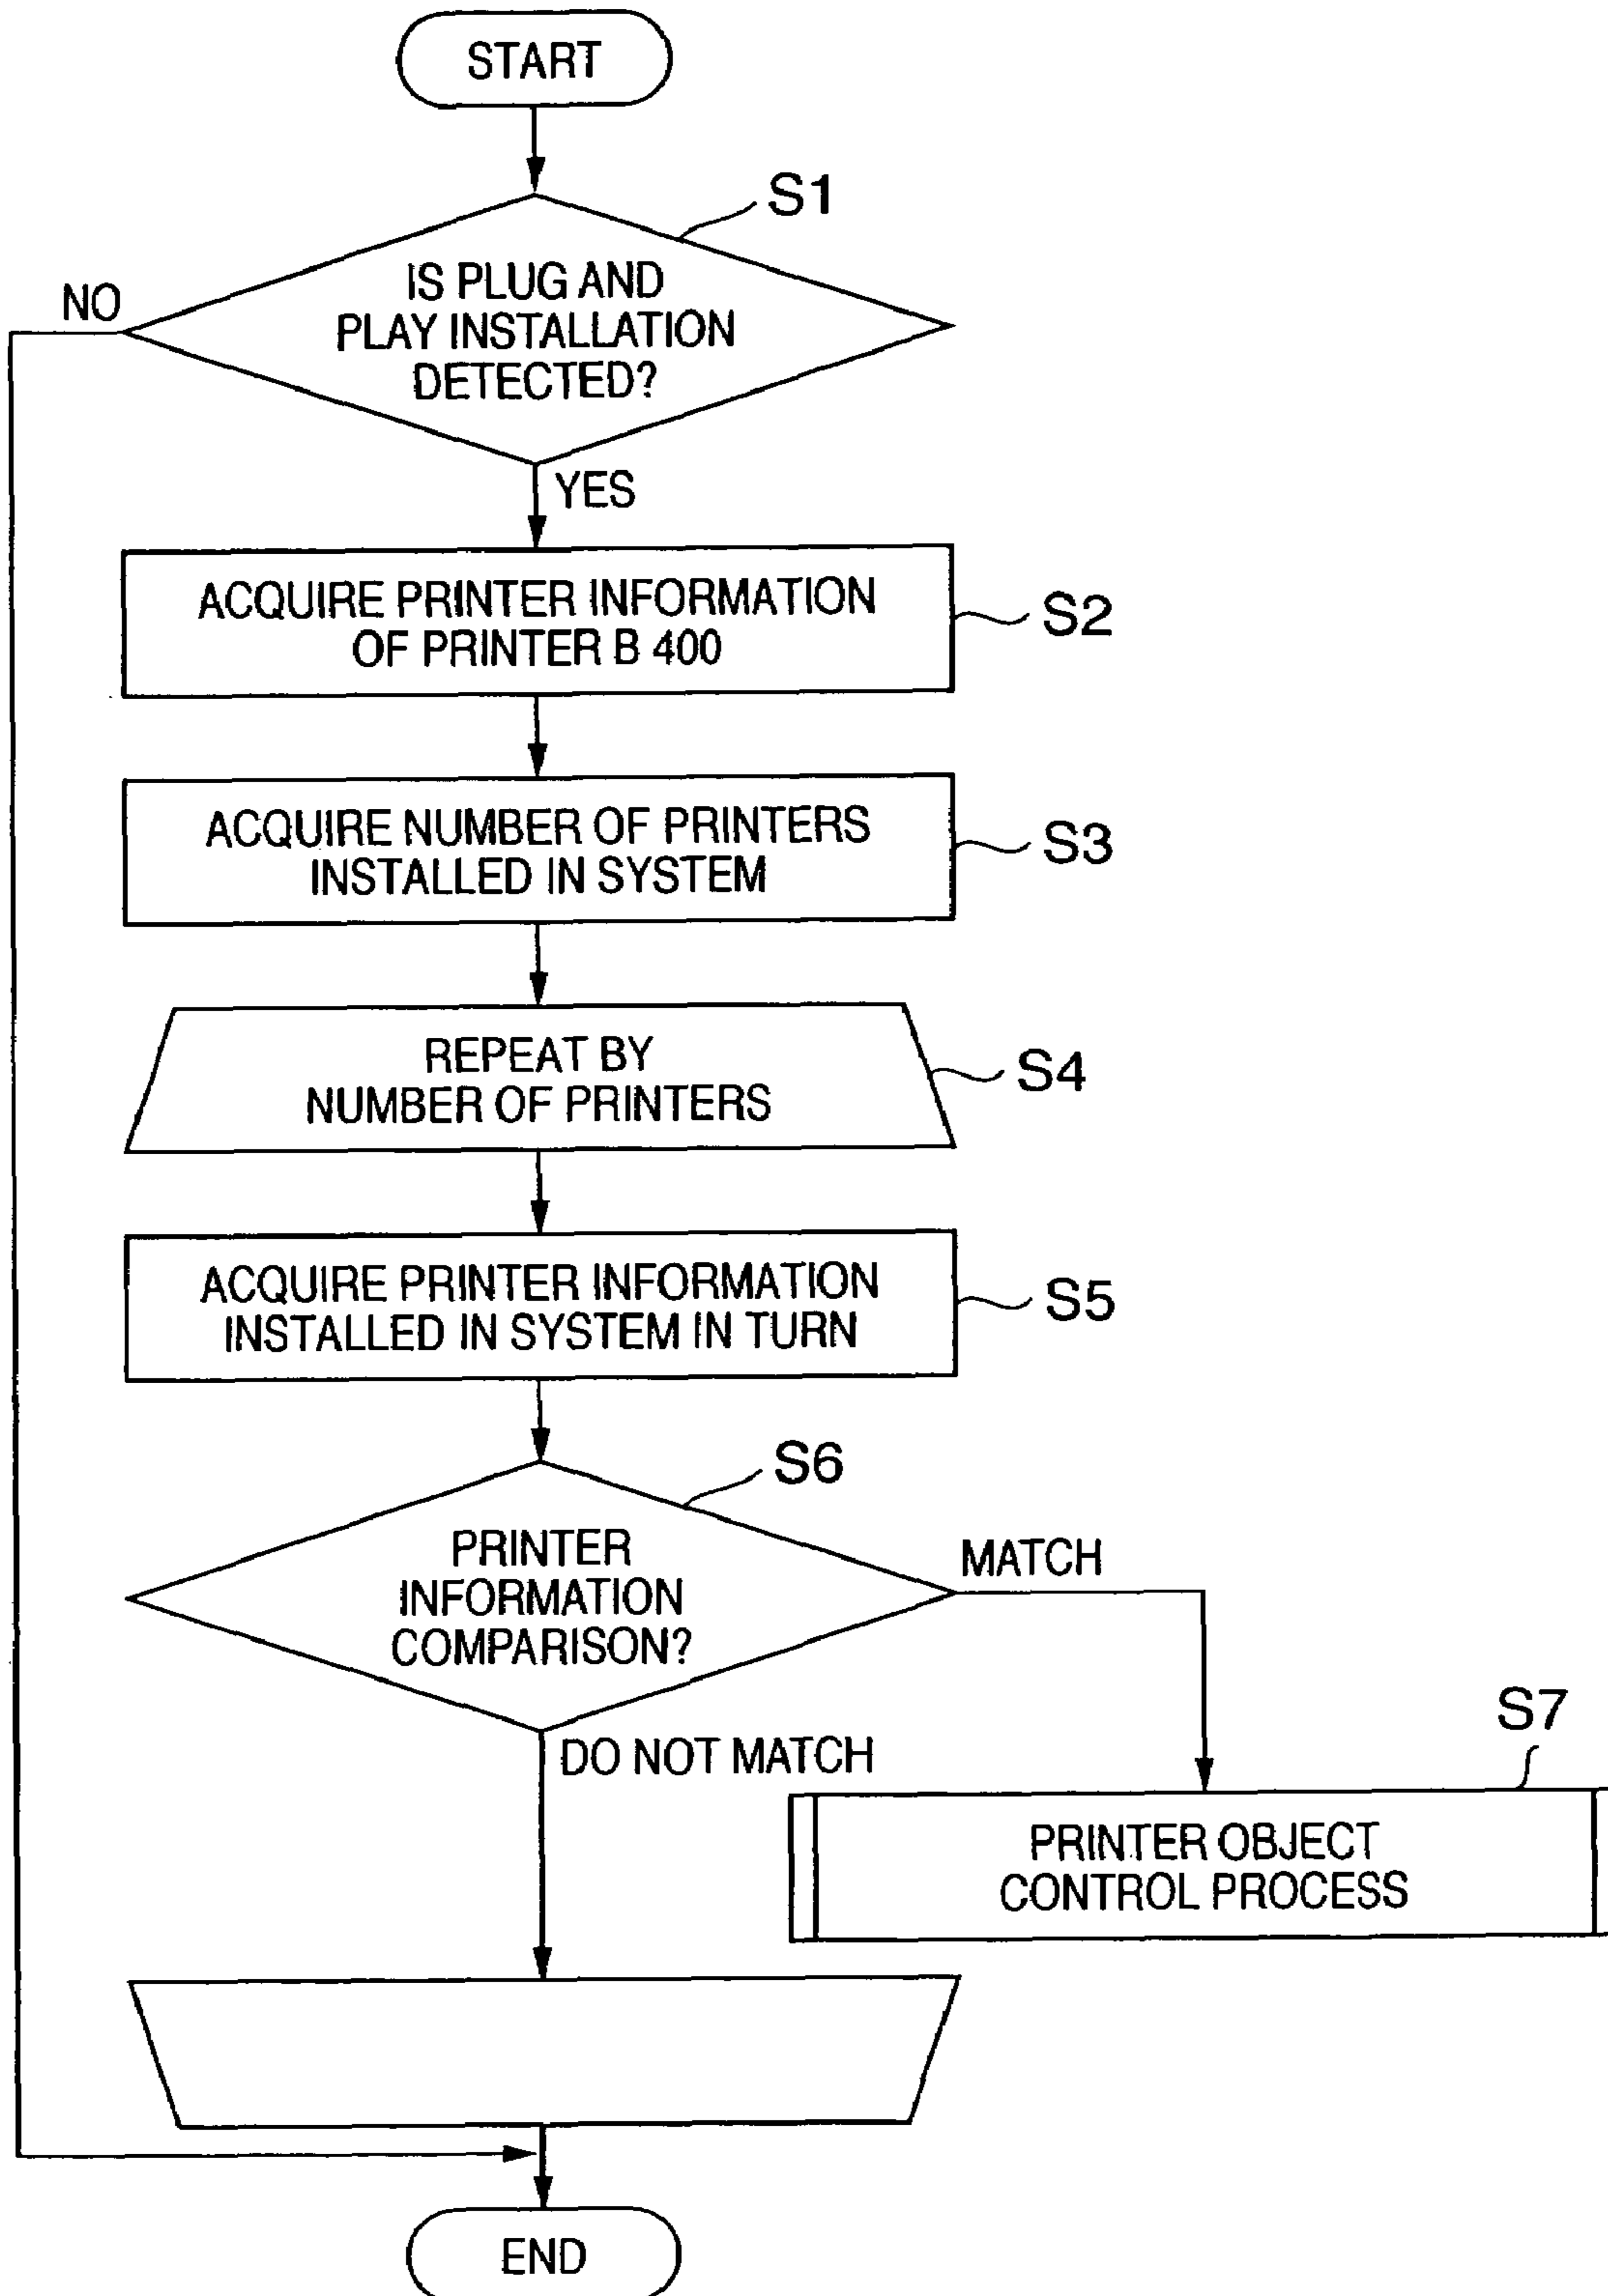 START
S1
NO
IS PLUG AND
PLAY INSTALLATION
DETECTED?
YES
ACQUIRE PRINTER INFORMATION
OF PRINTER B 400
S2
ACQUIRE NUMBER OF PRINTERS
INSTALLED IN SYSTEM
S3
REPEAT BY
NUMBER OF PRINTERS
S4
ACQUIRE PRINTER INFORMATION
INSTALLED IN SYSTEM IN TURN
S5
S6
PRINTER
INFORMATION
COMPARISON?
MATCH
DO NOT MATCH
S7
PRINTER OBJECT
CONTROL PROCESS
END